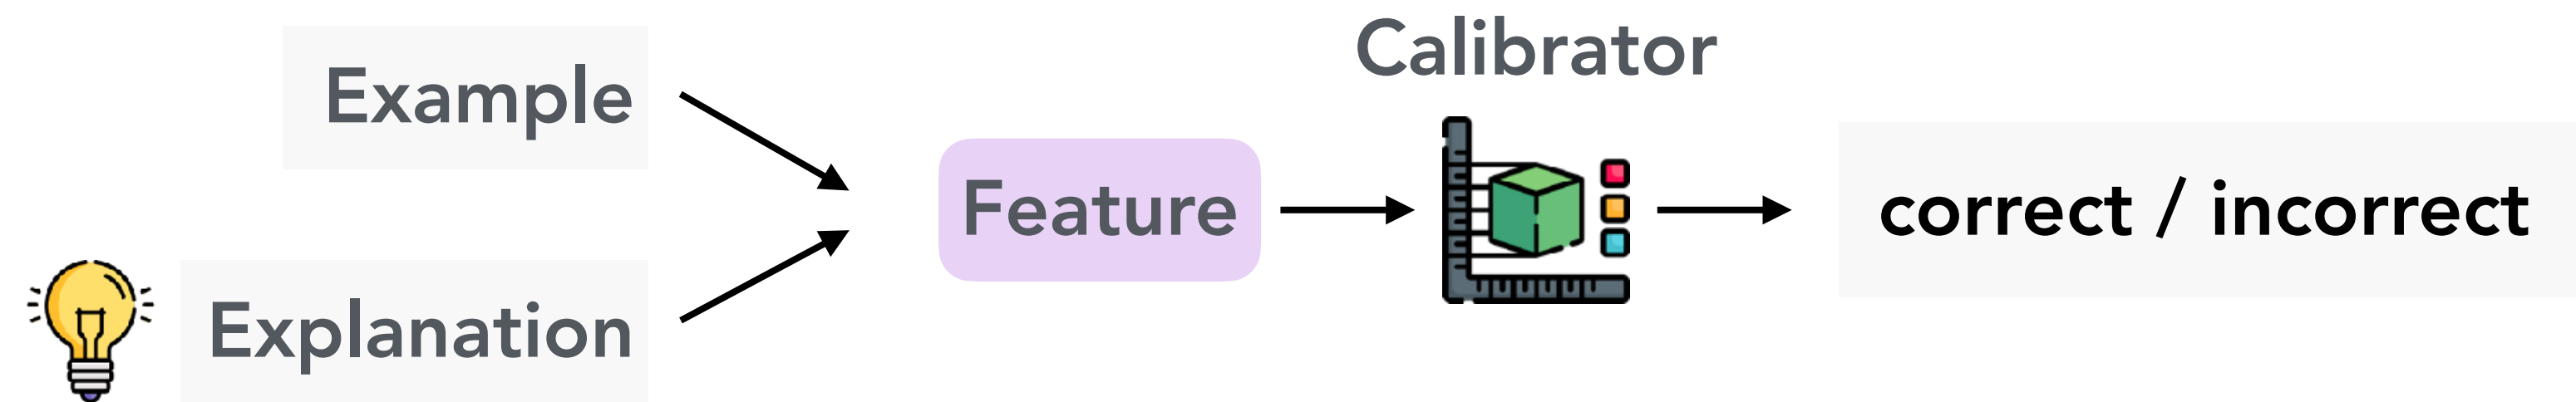 Example
Explanation
Feature
Calibrator
correct / incorrect